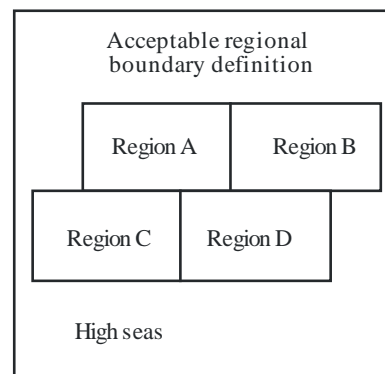 Acceptable regional
boundary definition
Region A
Region B
Region C
Region D
High seas